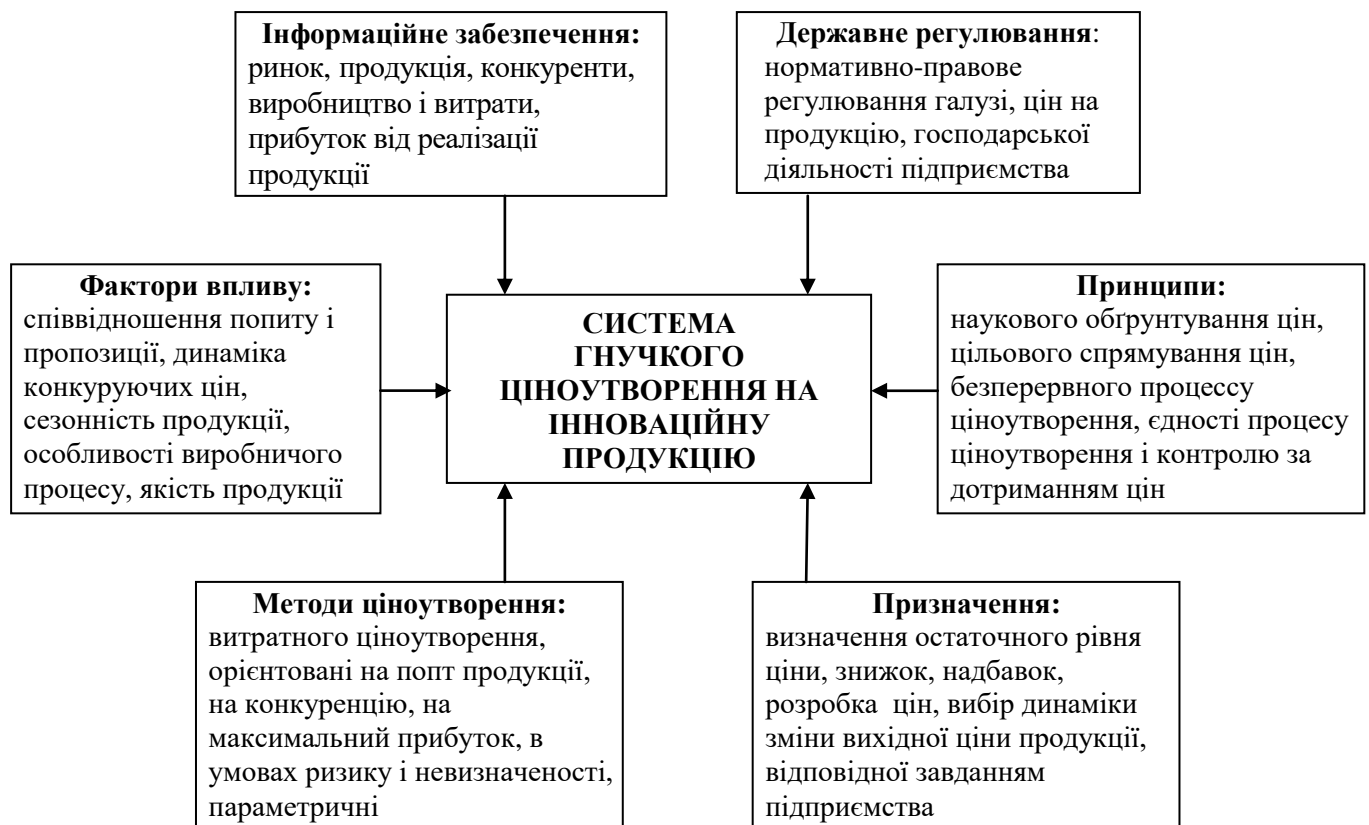 Інформаційне забезпечення:
ринок, продукція, конкуренти,
виробництво і витрати,
прибуток від реалізації
продукції
Державне регулювання:
нормативно-правове
регулювання галузі, цін на
продукцію, господарської
діяльності підприємства
Фактори впливу:
співвідношення попиту і
пропозиції, динаміка
конкуруючих цін,
сезонність продукції,
особливості виробничого
процесу, якість продукції
СИСТЕМА
ГНУЧКОГО
ЦІНОУТВОРЕННЯ НА
ІННОВАЦІЙНУ
ПРОДУКЦІЮ
Принципи:
наукового обґрунтування цін,
цільового спрямування цін,
безперервного процессу
ціноутворення, єдності процесу
ціноутворення і контролю за
дотриманням цін
Методи ціноутворення:
витратного ціноутворення,
орієнтовані на попт продукції,
на конкуренцію, на
максимальний прибуток, в
умовах ризику і невизначеності,
параметричні
Призначення:
визначення остаточного рівня
ціни, знижок, надбавок,
розробка цін, вибір динаміки
зміни вихідної ціни продукції,
відповідної завданням
підприємства